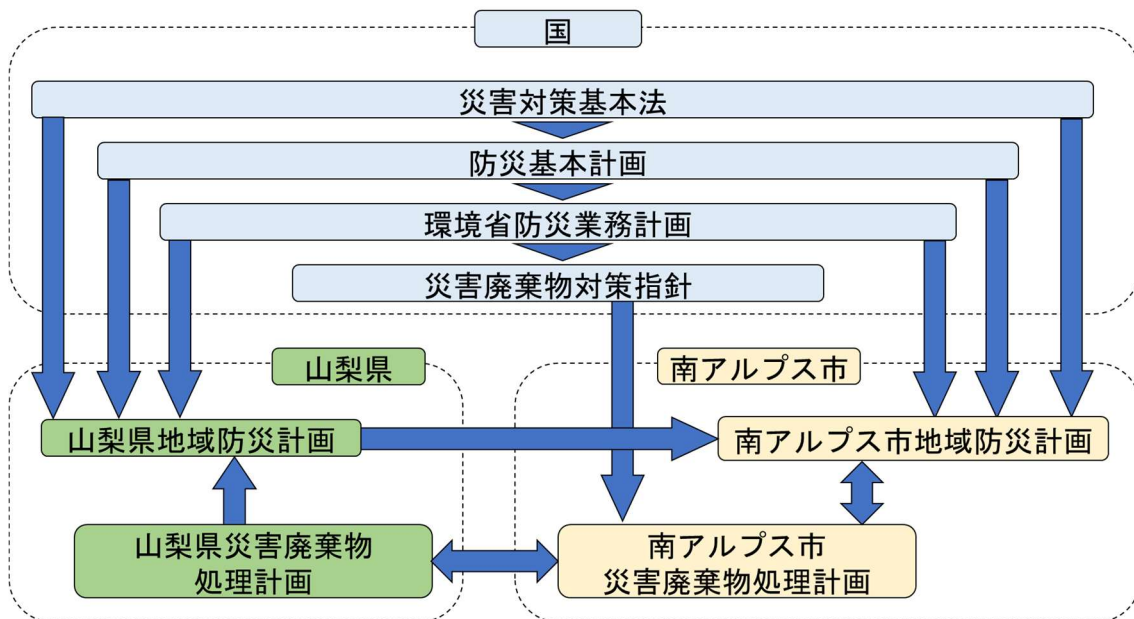 国
災害対策基本法
防災基本計画
環境省防災業務計画
災害廃棄物対策指針
山梨県
南アルプス市
山梨県地域防災計画
南アルプス市地域防災計画
山梨県災害廃棄物
処理計画
南アルプス市
災害廃棄物処理計画